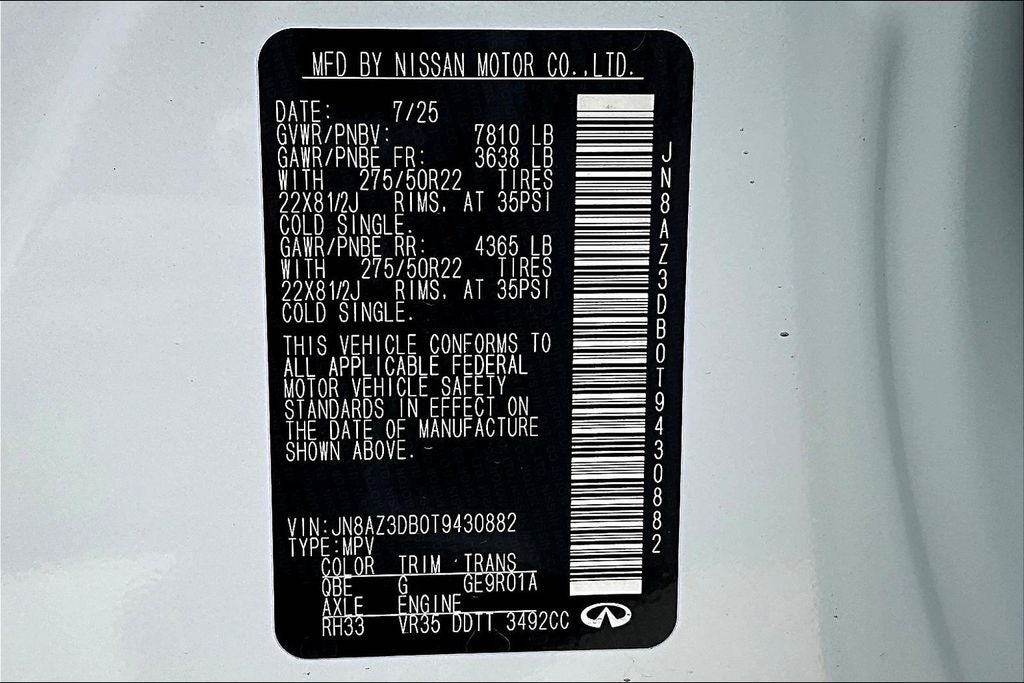 MFD BY NISSAN MOTOR CO.,LTD.
DATE: 7/25
GVWR/PNBV: 7810 LB
GAWR/PNBE FR: 3638 LB
WITH 275/50R22 TIRES
22X81/2J RIMS, AT 35PSI
COLD SINGLE.
GAWR/PNBE RR: 4365 LB
WITH 275/50R22 TIRES
22X81/2J RIMS, AT 35PSI
COLD SINGLE.
THIS VEHICLE CONFORMS TO
ALL APPLICABLE FEDERAL
MOTOR VEHICLE SAFETY
STANDARDS IN EFFECT ON
THE DATE OF MANUFACTURE
SHOWN ABOVE.
VIN:JN8AZ3DB0T9430882
TYPE:MPV
COLOR TRIM TRANS
QBE G GE9R01A
AXLE ENGINE
RH33 VR35 DDTT 3492CC
JN8AZ3DB0T9430882